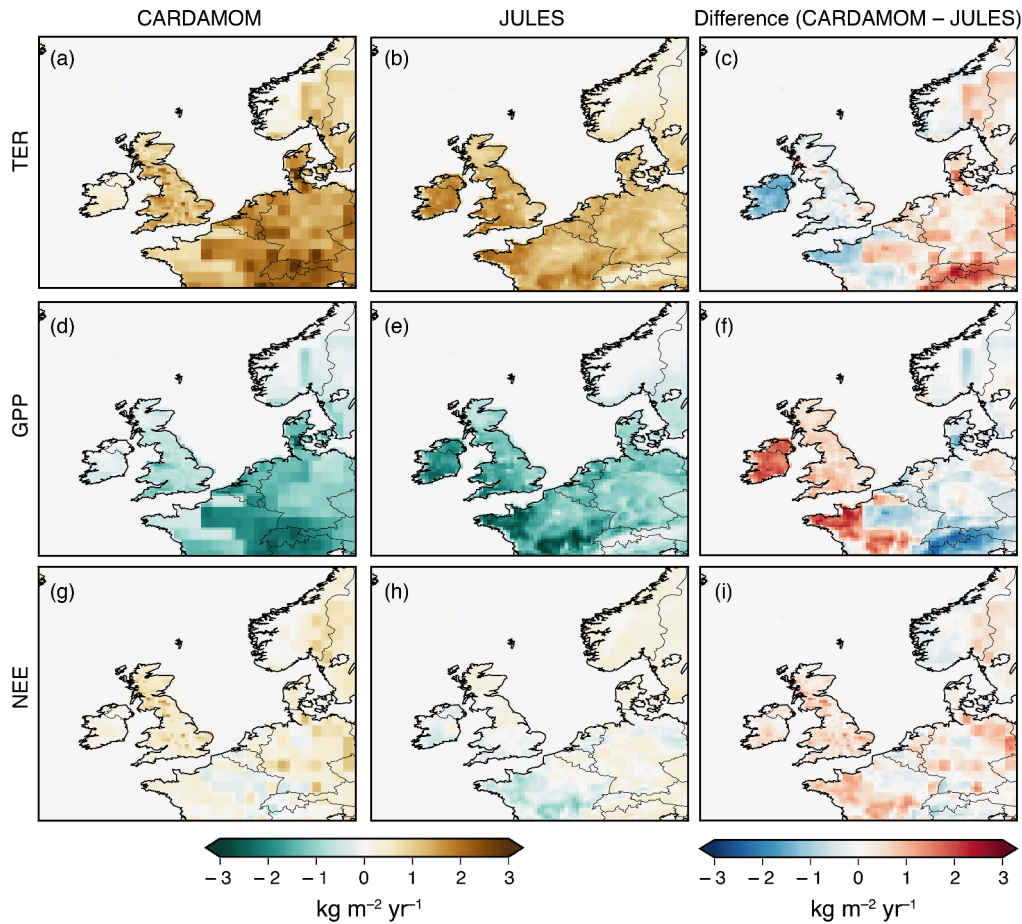 CARDAMOM JULES Difference (CARDAMOM – JULES)
TER (a) (b) (c)
GPP (d) (e) (f)
NEE (g) (h) (i)
– 3 – 2 – 1 0 1 2 3 – 3 – 2 – 1 0 1 2 3
kg m⁻² yr⁻¹ kg m⁻² yr⁻¹